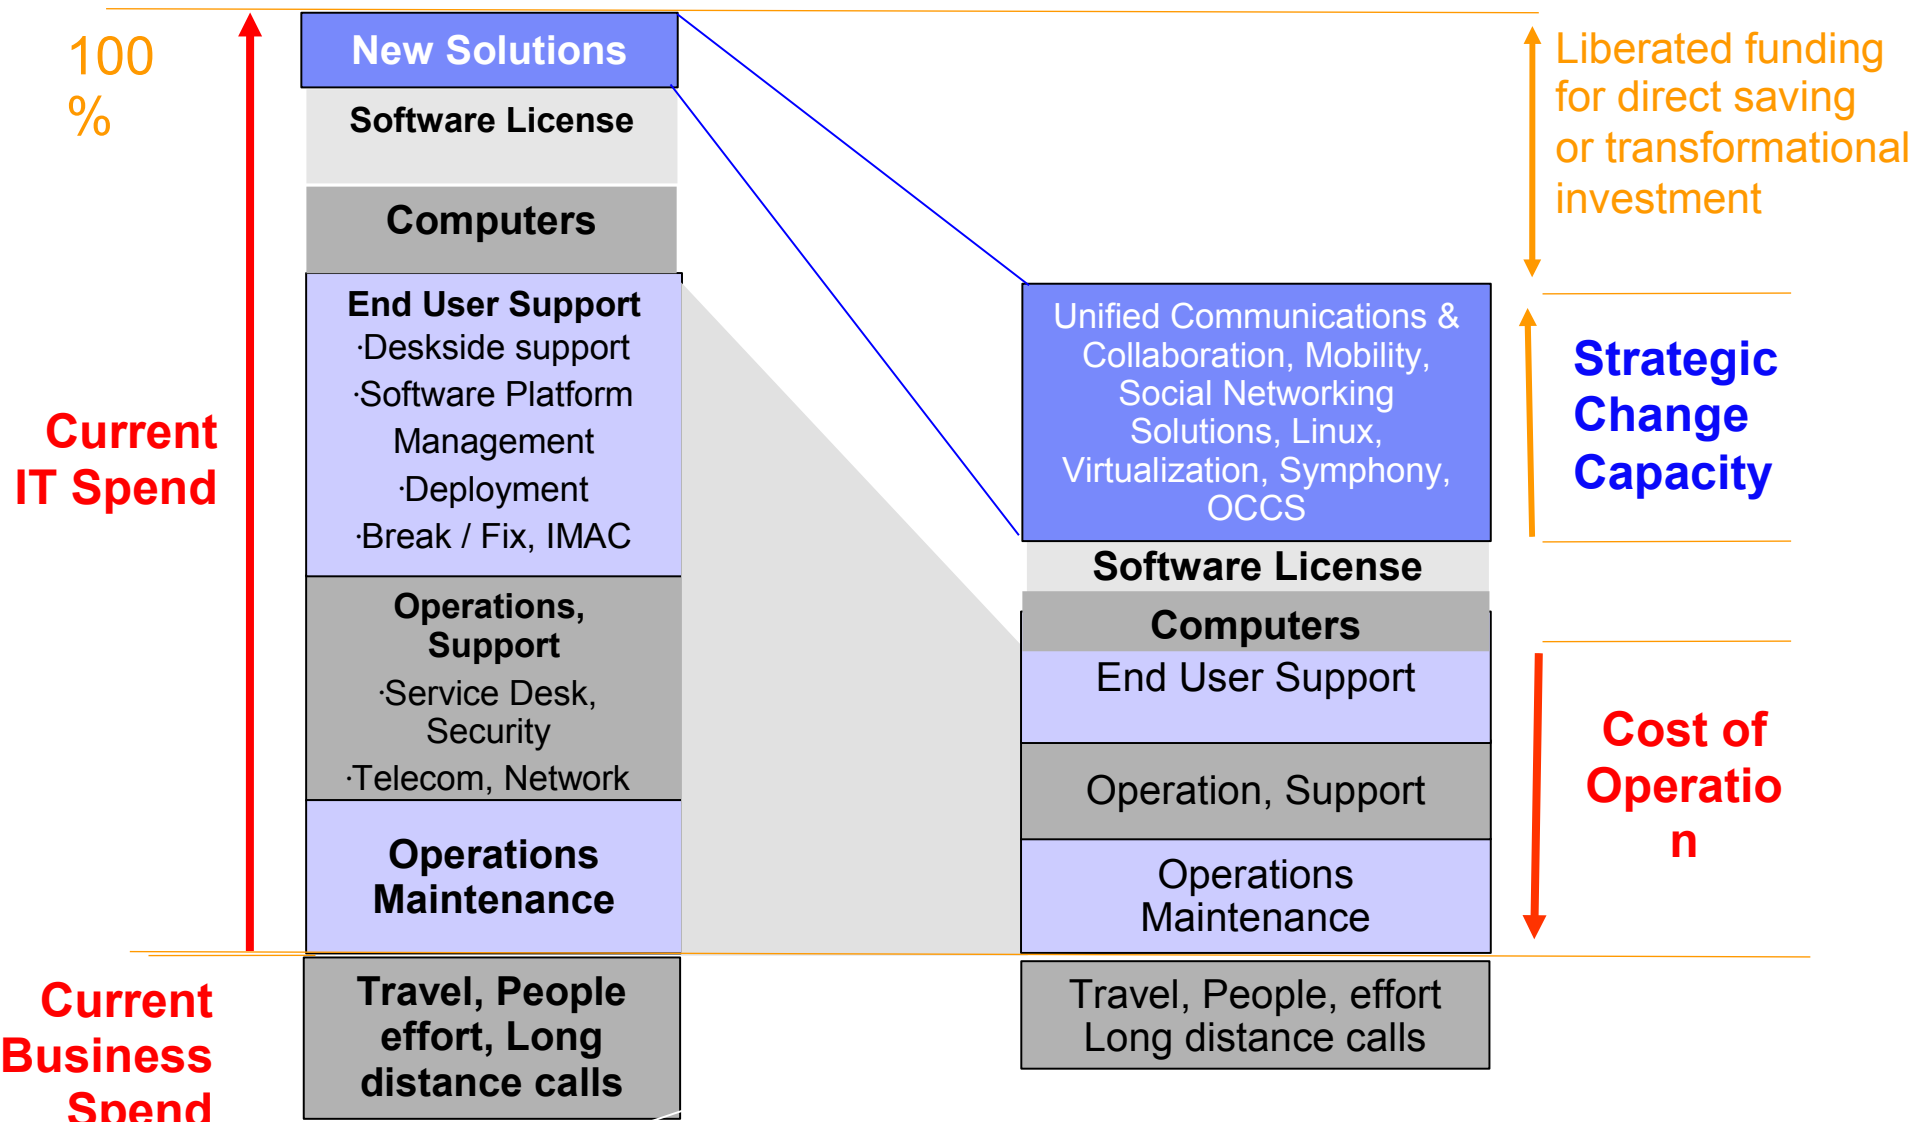 100
%
Current
IT Spend
Current
Business
Spend
New Solutions
Software License
Computers
End User Support
·Deskside support
·Software Platform
Management
·Deployment
·Break / Fix, IMAC
Operations,
Support
·Service Desk,
Security
·Telecom, Network
Operations
Maintenance
Travel, People
effort, Long
distance calls
Unified Communications &
Collaboration, Mobility,
Social Networking
Solutions, Linux,
Virtualization, Symphony,
OCCS
Software License
Computers
End User Support
Operation, Support
Operations
Maintenance
Travel, People, effort
Long distance calls
Liberated funding
for direct saving
or transformational
investment
Strategic
Change
Capacity
Cost of
Operatio
n